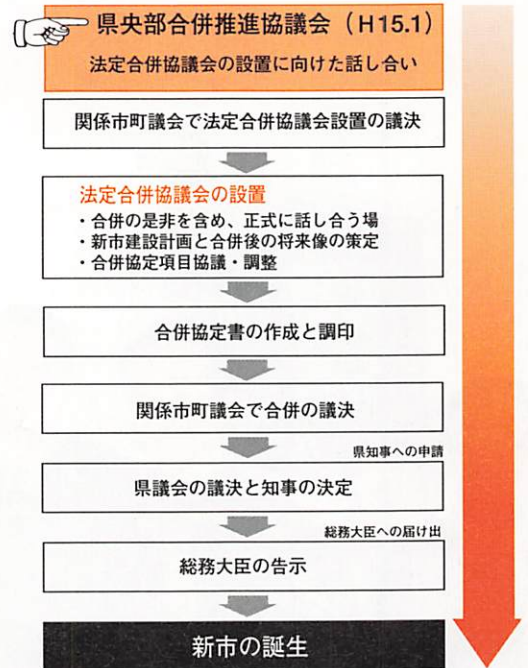 県央部合併推進協議会（H15.1）
法定合併協議会の設置に向けた話し合い
関係市町議会で法定合併協議会設置の議決
法定合併協議会の設置
・合併の是非を含め、正式に話し合う場
・新市建設計画と合併後の将来像の策定
・合併協定項目協議・調整
合併協定書の作成と調印
関係市町議会で合併の議決
県知事への申請
県議会の議決と知事の決定
総務大臣への届け出
総務大臣の告示
新市の誕生